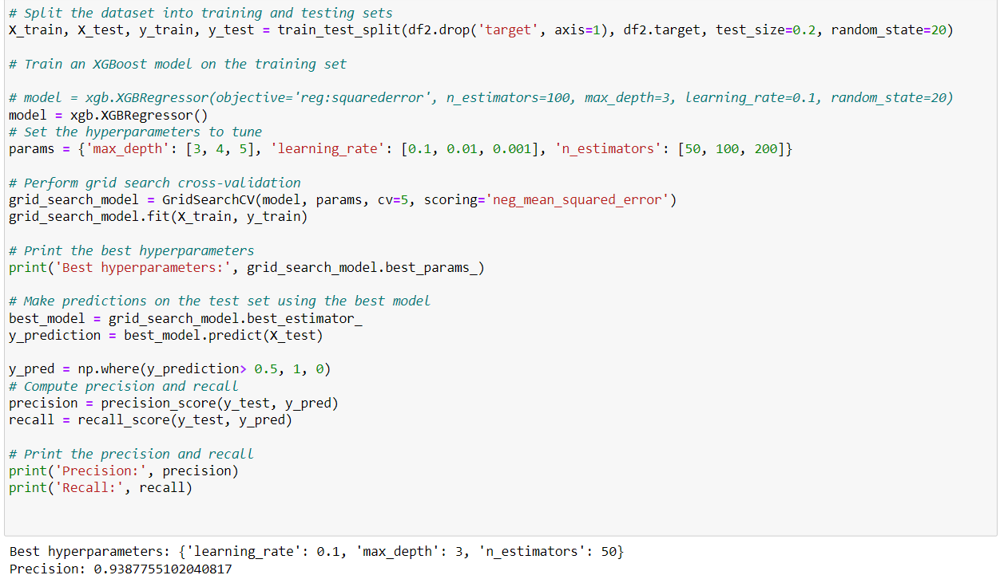 # Split the dataset into training and testing sets
X_train, X_test, y_train, y_test = train_test_split(df2.drop('target', axis=1), df2.target, test_size=0.2, random_state=20)
# Train an XGBoost model on the training set
# model = xgb.XGBRegressor(objective='reg:squarederror', n_estimators=100, max_depth=3, learning_rate=0.1, random_state=20)
model = xgb.XGBRegressor()
# Set the hyperparameters to tune
params = {'max_depth': [3, 4, 5], 'learning_rate': [0.1, 0.01, 0.001], 'n_estimators': [50, 100, 200]}
# Perform grid search cross-validation
grid_search_model = GridSearchCV(model, params, cv=5, scoring='neg_mean_squared_error')
grid_search_model.fit(X_train, y_train)
# Print the best hyperparameters
print('Best hyperparameters:', grid_search_model.best_params_)
# Make predictions on the test set using the best model
best_model = grid_search_model.best_estimator_
y_prediction = best_model.predict(X_test)
y_pred = np.where(y_prediction> 0.5, 1, 0)
# Compute precision and recall
precision = precision_score(y_test, y_pred)
recall = recall_score(y_test, y_pred)
# Print the precision and recall
print('Precision:', precision)
print('Recall:', recall)
Best hyperparameters: {'learning_rate': 0.1, 'max_depth': 3, 'n_estimators': 50}
Precision: 0.9387755102040817